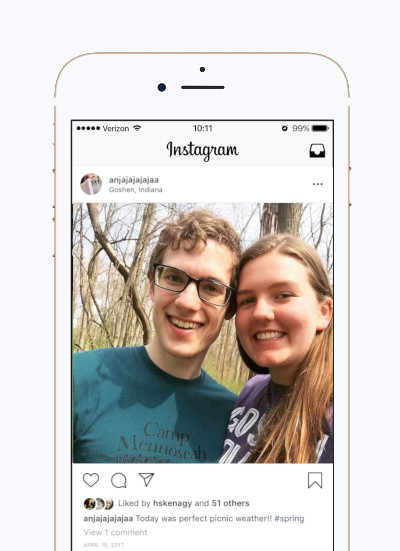 Verizon 10:11 99%
Instagram
anjajajajajaa
Goshen, Indiana
Camp
Mennoscah
Liked by hskenagy and 51 others
anjajajajajaa Today was perfect picnic weather!! #spring
View 1 comment
APRIL 15, 2017